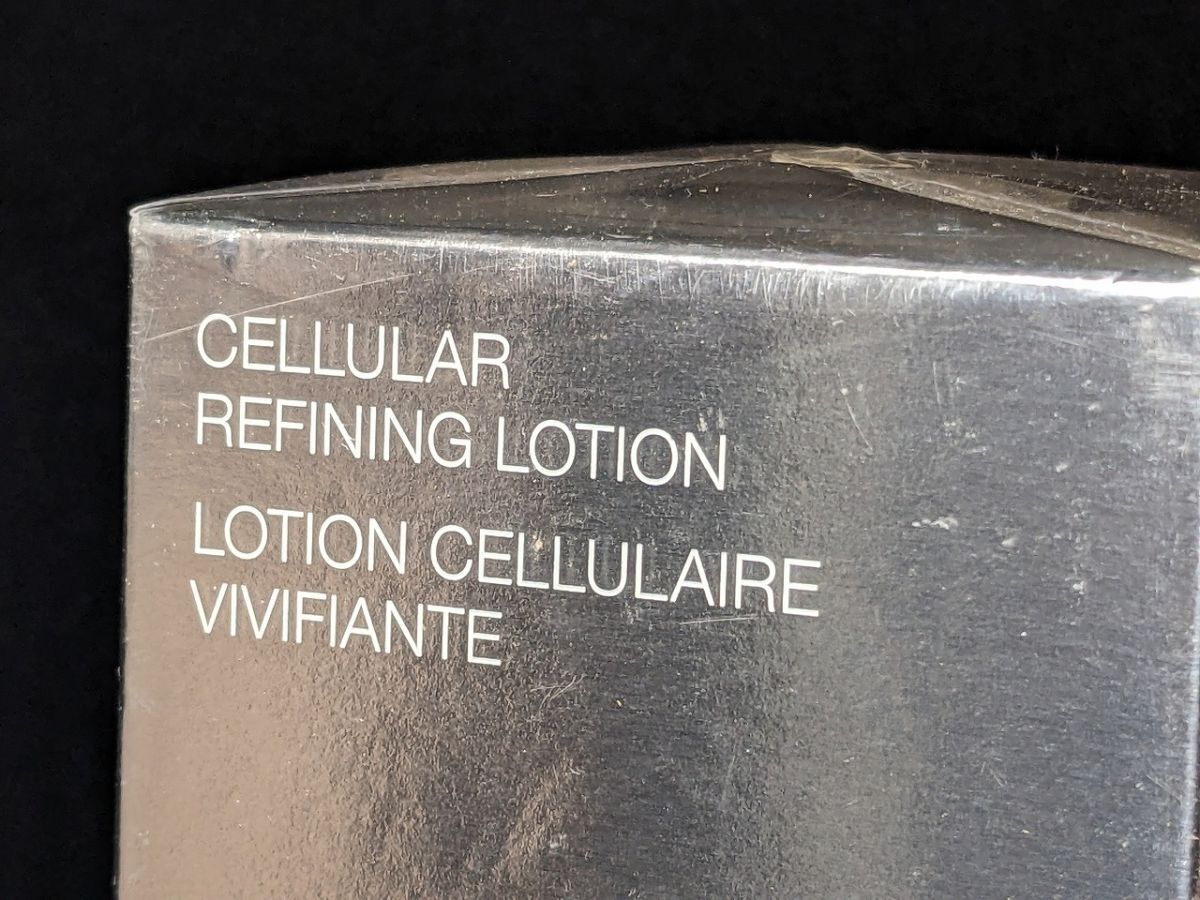 CELLULAR
REFINING LOTION
LOTION CELLULAIRE
VIVIFIANTE